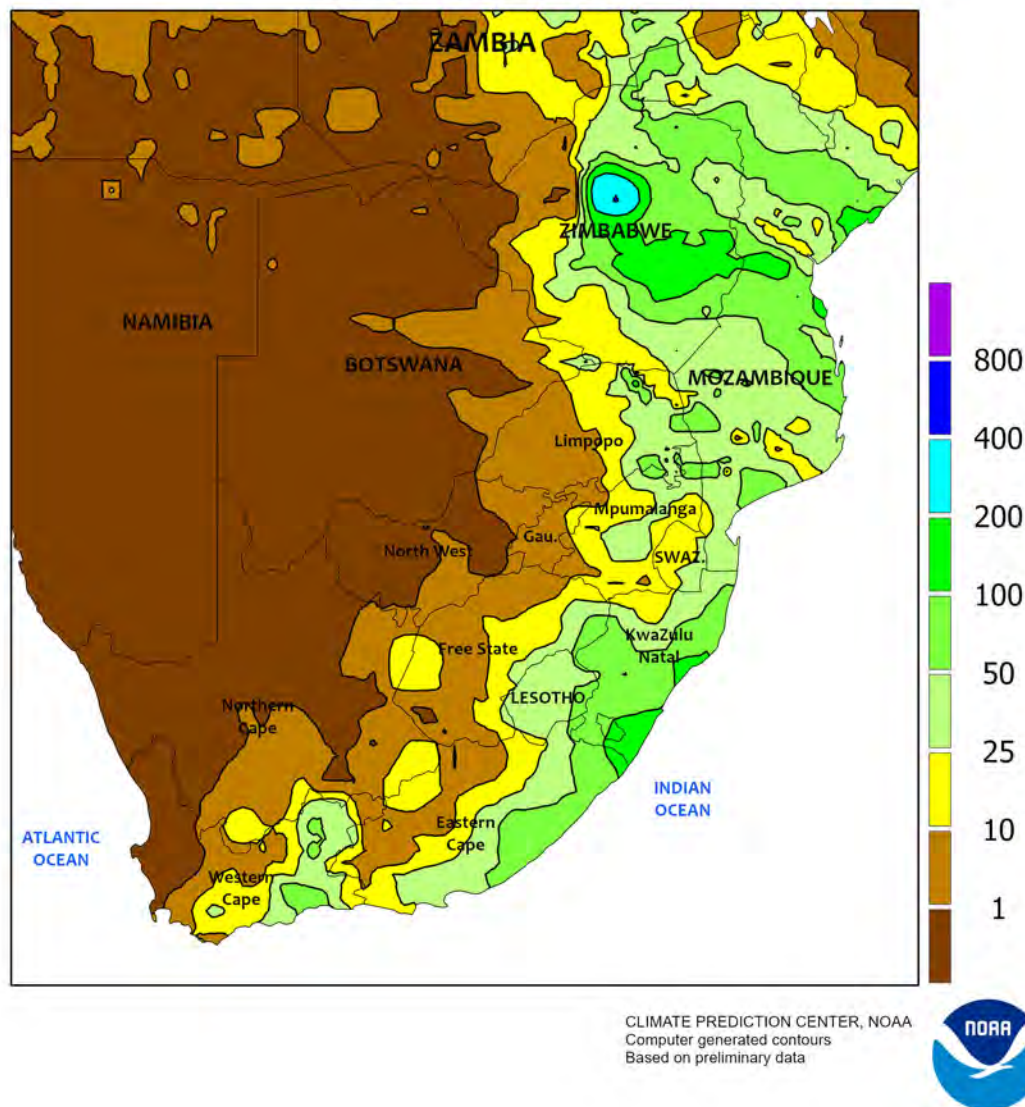 ZAMBIA
ZIMBABWE
NAMIBIA
BOTSWANA
MOZAMBIQUE
Limpopo
Mpumalanga
North West
Gau.
SWAZ.
Free State
KwaZulu
Natal
LESOTHO
Northern
Cape
Eastern
Cape
Western
Cape
ATLANTIC
OCEAN
INDIAN
OCEAN
800
400
200
100
50
25
10
1
CLIMATE PREDICTION CENTER, NOAA
Computer generated contours
Based on preliminary data
NOAA